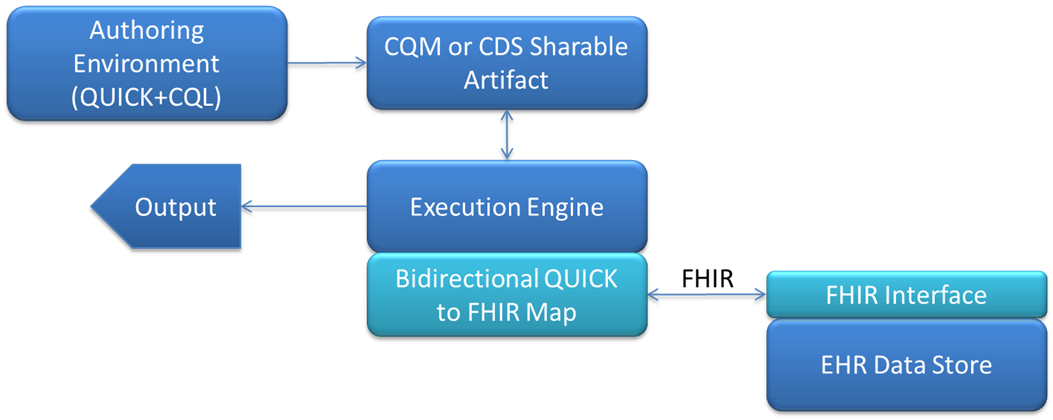 Authoring
Environment
(QUICK+CQL)
CQM or CDS Sharable
Artifact
Output
Execution Engine
Bidirectional QUICK
to FHIR Map
FHIR
FHIR Interface
EHR Data Store